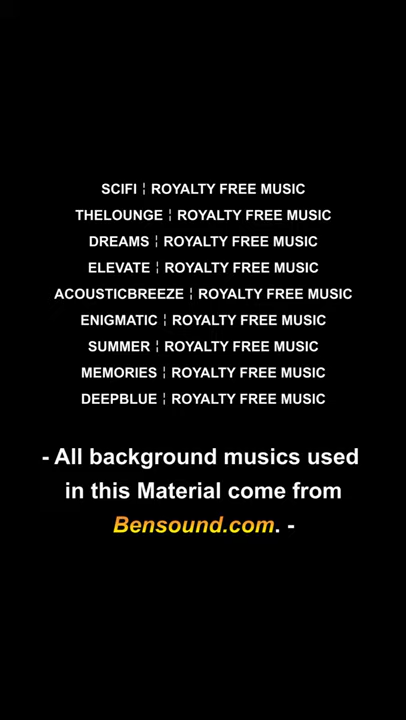 SCIFI ¦ ROYALTY FREE MUSIC
THELOUNGE ¦ ROYALTY FREE MUSIC
DREAMS ¦ ROYALTY FREE MUSIC
ELEVATE ¦ ROYALTY FREE MUSIC
ACOUSTICBREEZE ¦ ROYALTY FREE MUSIC
ENIGMATIC ¦ ROYALTY FREE MUSIC
SUMMER ¦ ROYALTY FREE MUSIC
MEMORIES ¦ ROYALTY FREE MUSIC
DEEPBLUE ¦ ROYALTY FREE MUSIC
- All background musics used
in this Material come from
Bensound.com. -